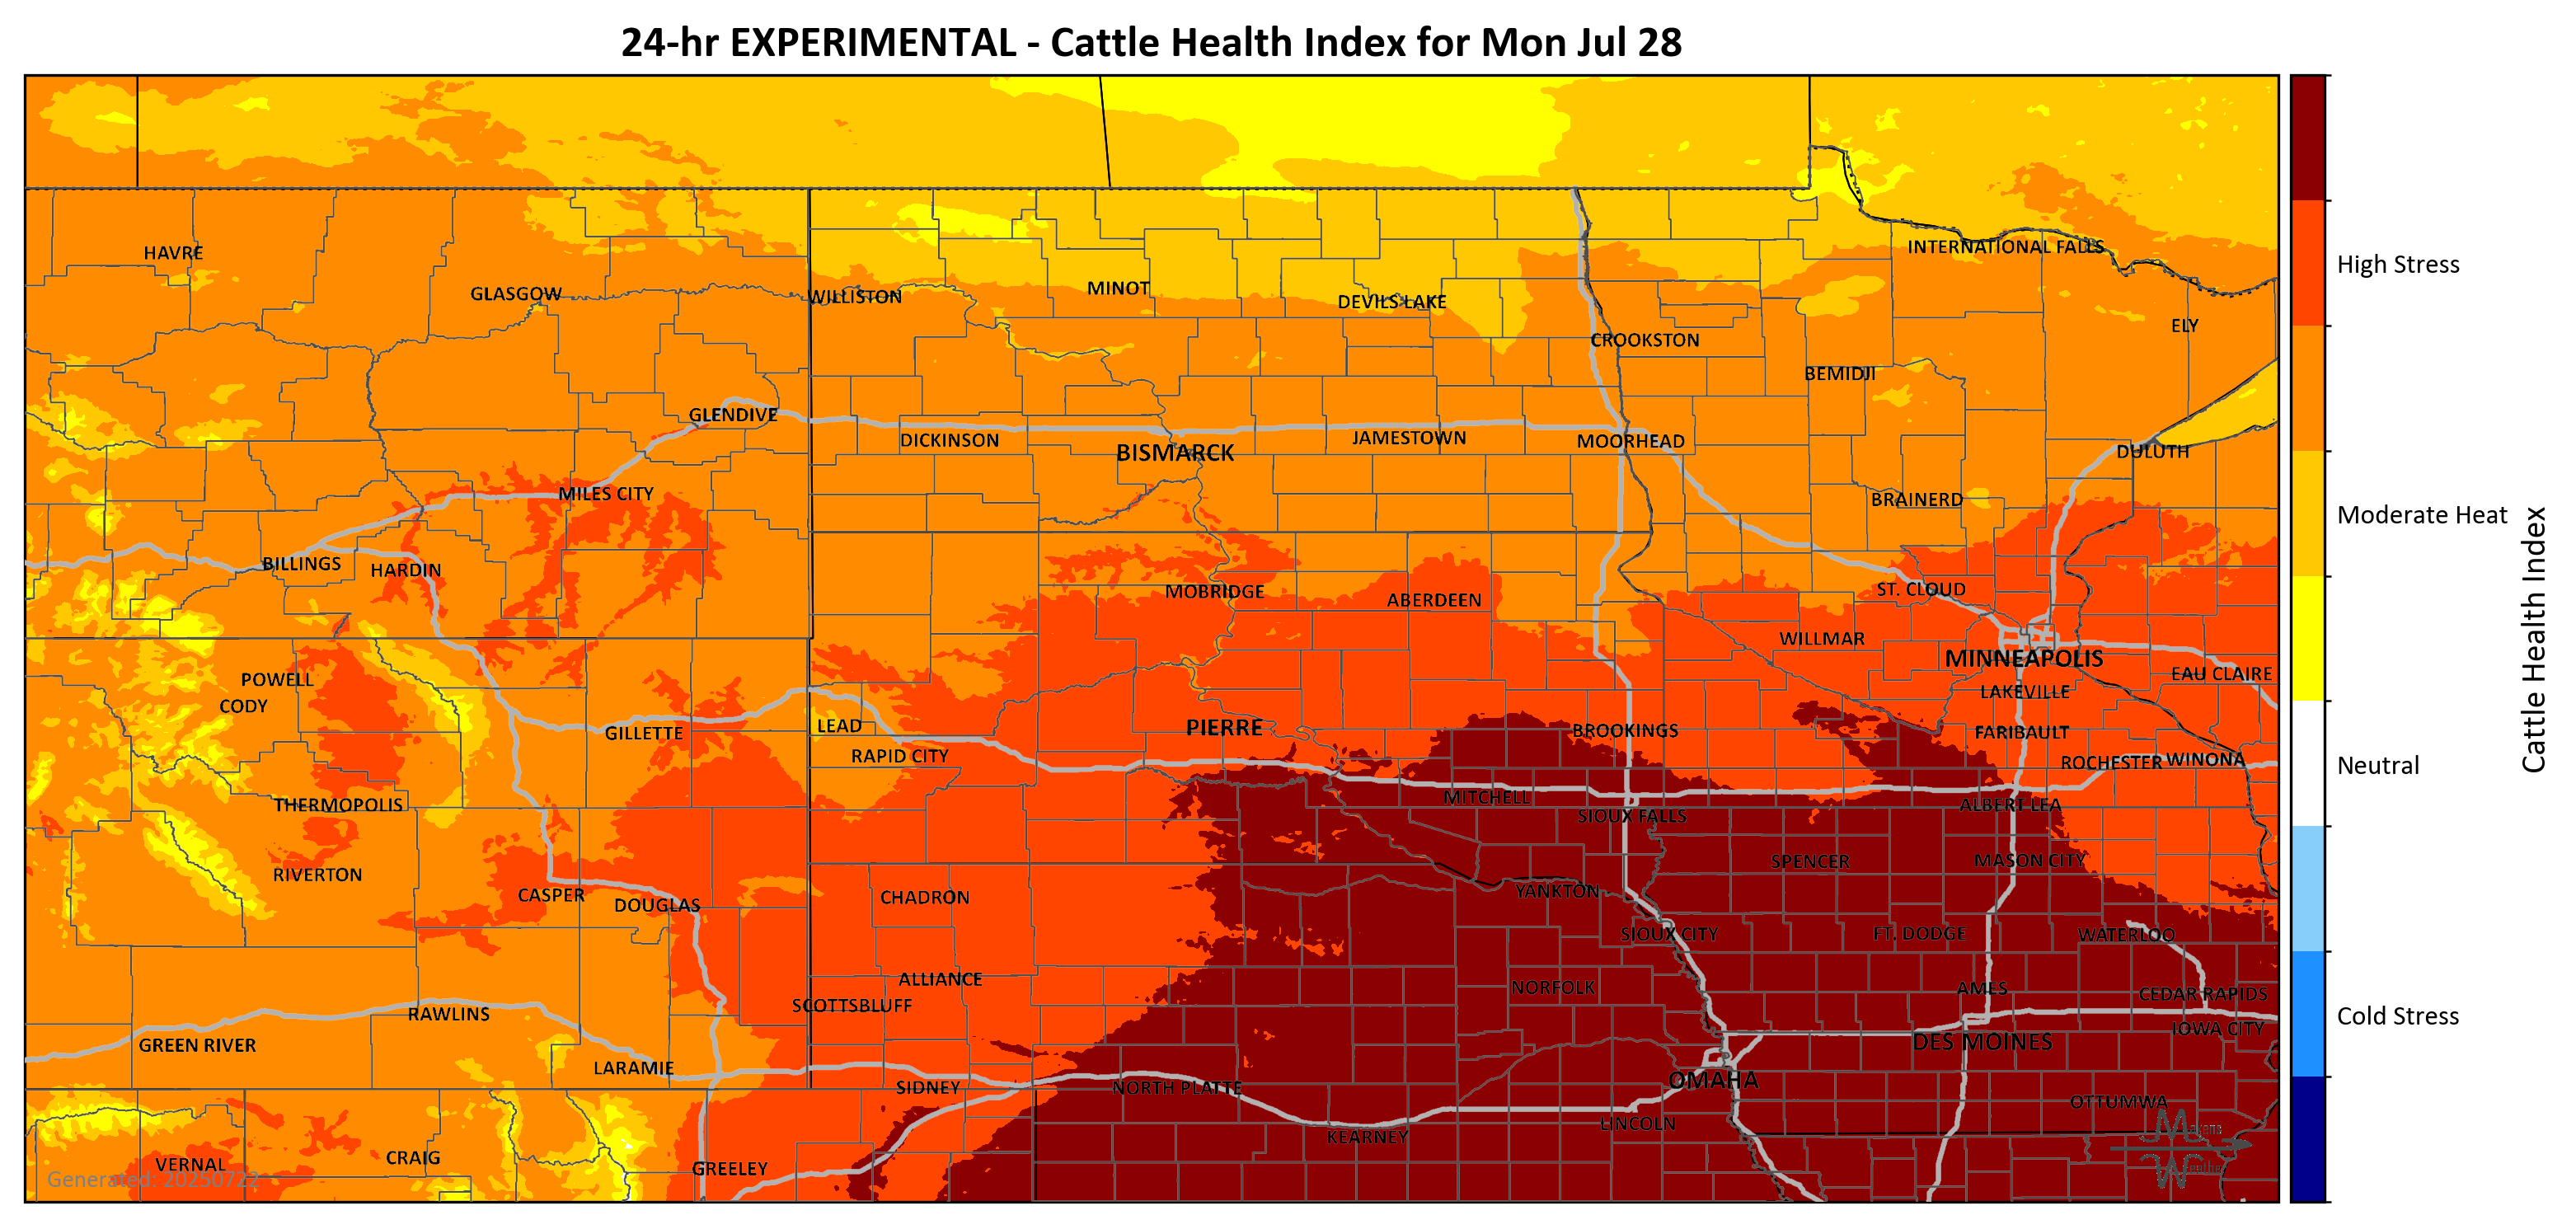 24-hr EXPERIMENTAL - Cattle Health Index for Mon Jul 28
HAVRE
INTERNATIONAL FALLS
GLASGOW
WILLISTON
MINOT
DEVILS LAKE
ELY
CROOKSTON
BEMIDJI
GLENDIVE
DICKINSON
BISMARCK
JAMESTOWN
MOORHEAD
DULUTH
MILES CITY
BRAINERD
BILLINGS
HARDIN
MOBRIDGE
ABERDEEN
ST. CLOUD
WILLMAR
MINNEAPOLIS
EAU CLAIRE
POWELL
CODY
LAKEVILLE
GILLETTE
LEAD
PIERRE
BROOKINGS
FARIBAULT
RAPID CITY
ROCHESTER
WINONA
THERMOPOLIS
MITCHELL
SIOUX FALLS
ALBERT LEA
SPENCER
MASON CITY
RIVERTON
CASPER
DOUGLAS
CHADRON
YANKTON
SIOUX CITY
FT. DODGE
WATERLOO
ALLIANCE
NORFOLK
AMES
CEDAR RAPIDS
SCOTTSBLUFF
RAWLINS
IOWA CITY
GREEN RIVER
DES MOINES
LARAMIE
SIDNEY
NORTH PLATTE
OMAHA
OTTUMWA
LINCOLN
KEARNEY
VERNAL
CRAIG
GREELEY
Generated: 20250722
High Stress
Moderate Heat
Neutral
Cold Stress
Cattle Health Index